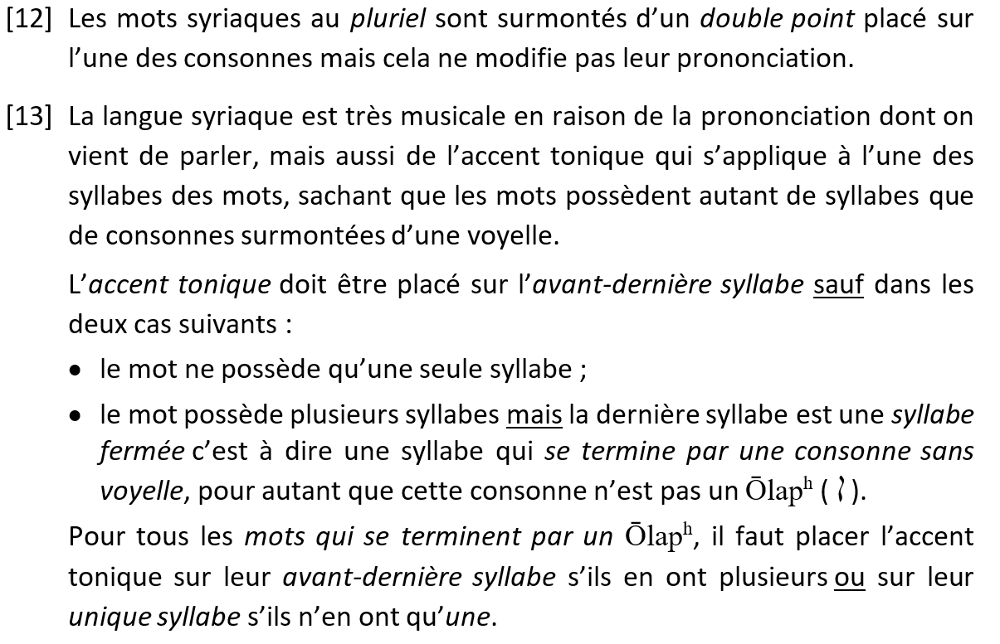 [12] Les mots syriaques au pluriel sont surmontés d’un double point placé sur
l’une des consonnes mais cela ne modifie pas leur prononciation.
[13] La langue syriaque est très musicale en raison de la prononciation dont on
vient de parler, mais aussi de l’accent tonique qui s’applique à l’une des
syllabes des mots, sachant que les mots possèdent autant de syllabes que
de consonnes surmontées d’une voyelle.
L’accent tonique doit être placé sur l’avant-dernière syllabe sauf dans les
deux cas suivants :
• le mot ne possède qu’une seule syllabe ;
• le mot possède plusieurs syllabes mais la dernière syllabe est une syllabe
fermée c’est à dire une syllabe qui se termine par une consonne sans
voyelle, pour autant que cette consonne n’est pas un Ōlapʰ ( ܐ ).
Pour tous les mots qui se terminent par un Ōlapʰ, il faut placer l’accent
tonique sur leur avant-dernière syllabe s’ils en ont plusieurs ou sur leur
unique syllabe s’ils n’en ont qu’une.